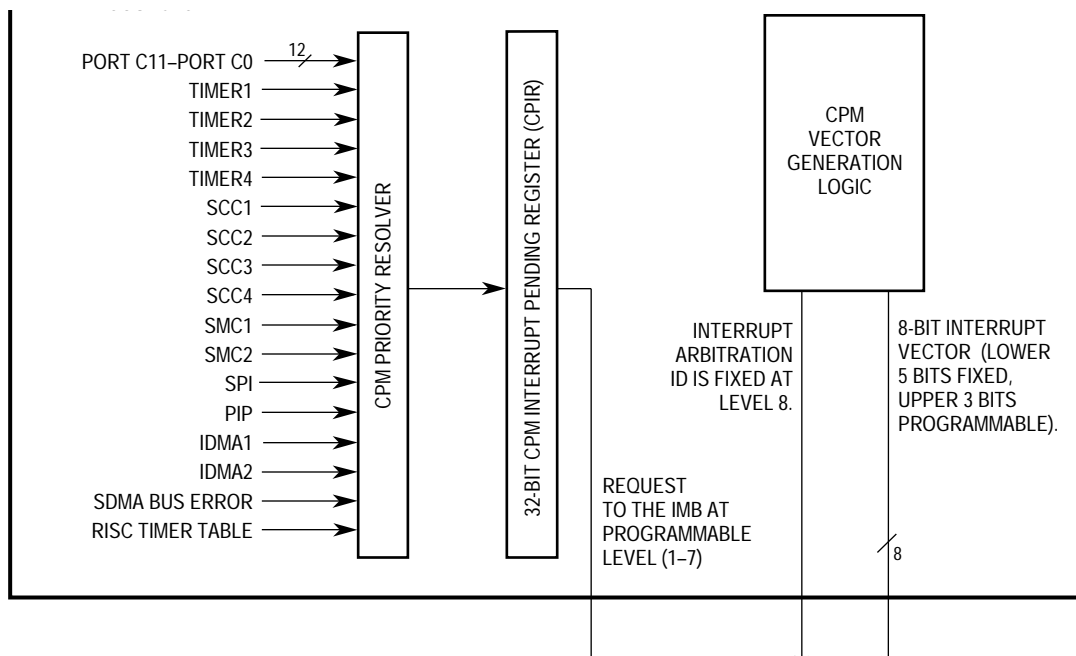 PORT C11–PORT C0
12
TIMER1
TIMER2
TIMER3
TIMER4
SCC1
SCC2
SCC3
SCC4
SMC1
SMC2
SPI
PIP
IDMA1
IDMA2
SDMA BUS ERROR
RISC TIMER TABLE
CPM PRIORITY RESOLVER
32-BIT CPM INTERRUPT PENDING REGISTER (CPIR)
REQUEST
TO THE IMB AT
PROGRAMMABLE
LEVEL (1–7)
CPM
VECTOR
GENERATION
LOGIC
INTERRUPT
ARBITRATION
ID IS FIXED AT
LEVEL 8.
8-BIT INTERRUPT
VECTOR (LOWER
5 BITS FIXED,
UPPER 3 BITS
PROGRAMMABLE).
8